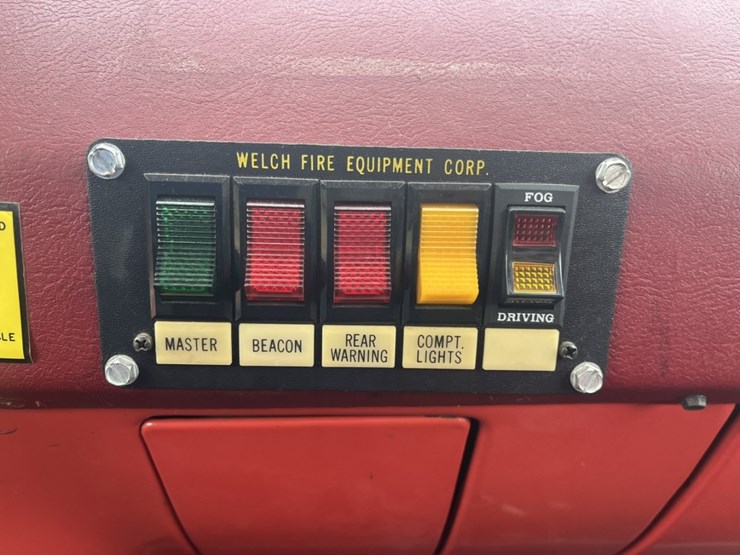 WELCH FIRE EQUIPMENT CORP.
FOG
DRIVING
MASTER
BEACON
REAR
WARNING
COMPT.
LIGHTS